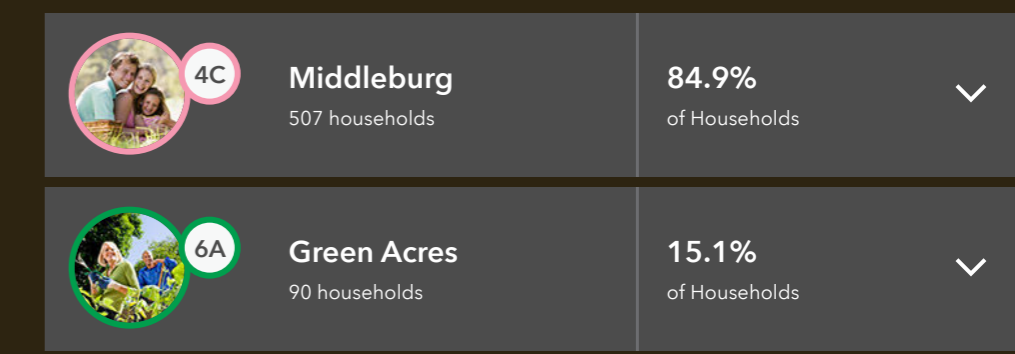 4C
Middleburg
507 households
84.9%
of Households
6A
Green Acres
90 households
15.1%
of Households